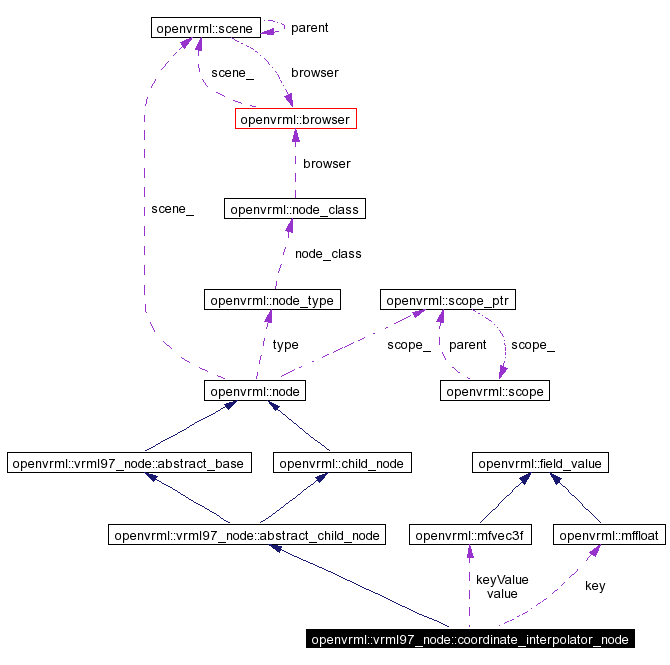 openvrml::scene
parent
scene_
browser
openvrml::browser
browser
scene_
openvrml::node_class
node_class
openvrml::node_type
openvrml::scope_ptr
type
scope_
parent
scope_
openvrml::node
openvrml::scope
openvrml::vrml97_node::abstract_base
openvrml::child_node
openvrml::field_value
openvrml::vrml97_node::abstract_child_node
openvrml::mfvec3f
openvrml::mffloat
keyValue
value
key
openvrml::vrml97_node::coordinate_interpolator_node